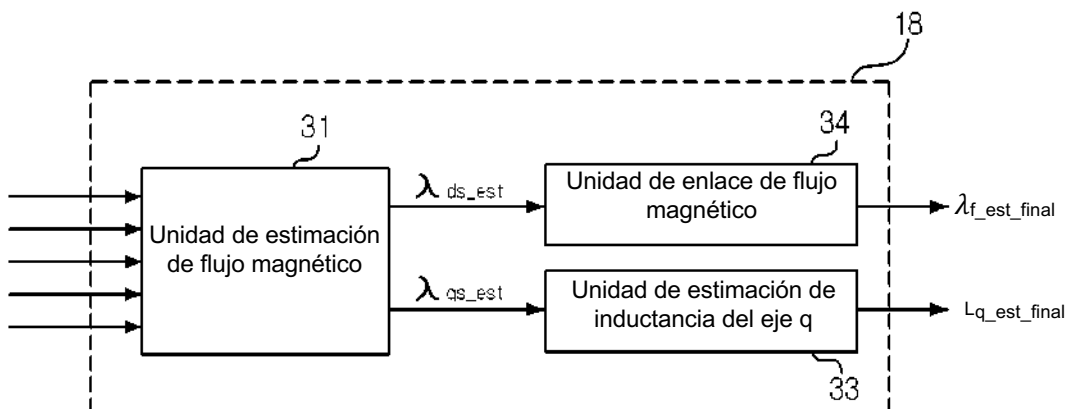 18
31
34
Unidad de estimación
de flujo magnético
λ ds_est
Unidad de enlace de flujo
magnético
λf_est_final
λ qs_est
Unidad de estimación de
inductancia del eje q
Lq_est_final
33